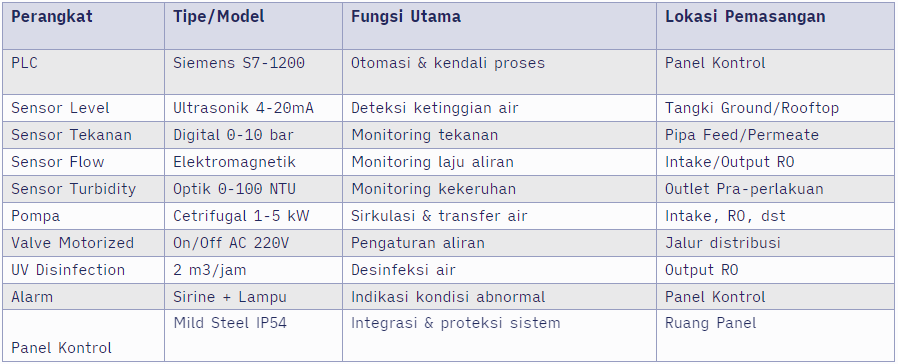 Perangkat Tipe/Model Fungsi Utama Lokasi Pemasangan
PLC Siemens S7-1200 Otomasi & kendali proses Panel Kontrol
Sensor Level Ultrasonik 4-20mA Deteksi ketinggian air Tangki Ground/Rooftop
Sensor Tekanan Digital 0-10 bar Monitoring tekanan Pipa Feed/Permeate
Sensor Flow Elektromagnetik Monitoring laju aliran Intake/Output RO
Sensor Turbidity Optik 0-100 NTU Monitoring kekeruhan Outlet Pra-perlakuan
Pompa Cetrifugal 1-5 kW Sirkulasi & transfer air Intake, RO, dst
Valve Motorized On/Off AC 220V Pengaturan aliran Jalur distribusi
UV Disinfection 2 m3/jam Desinfeksi air Output RO
Alarm Sirine + Lampu Indikasi kondisi abnormal Panel Kontrol
Panel Kontrol Mild Steel IP54 Integrasi & proteksi sistem Ruang Panel